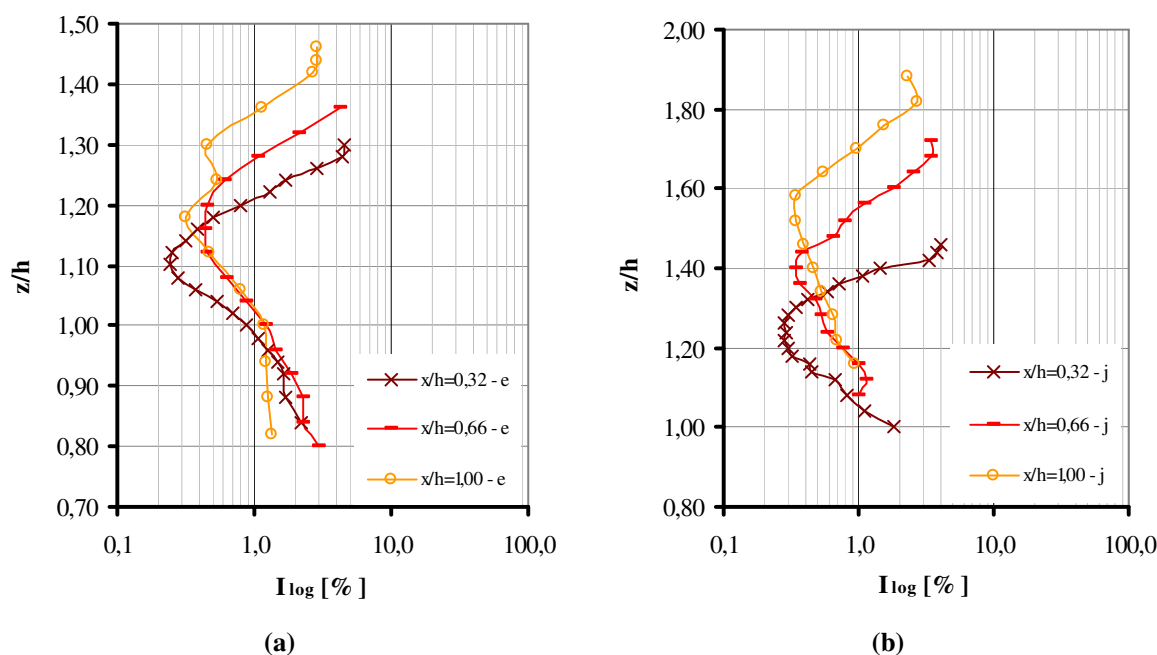 1,50
1,40
1,30
1,20
1,10
1,00
0,90
0,80
0,70
z/h
0,1
1,0
10,0
100,0
I log [%]
x/h=0,32 - e
x/h=0,66 - e
x/h=1,00 - e
(a)
2,00
1,80
1,60
1,40
1,20
1,00
0,80
z/h
0,1
1,0
10,0
100,0
I log [%]
x/h=0,32 - j
x/h=0,66 - j
x/h=1,00 - j
(b)